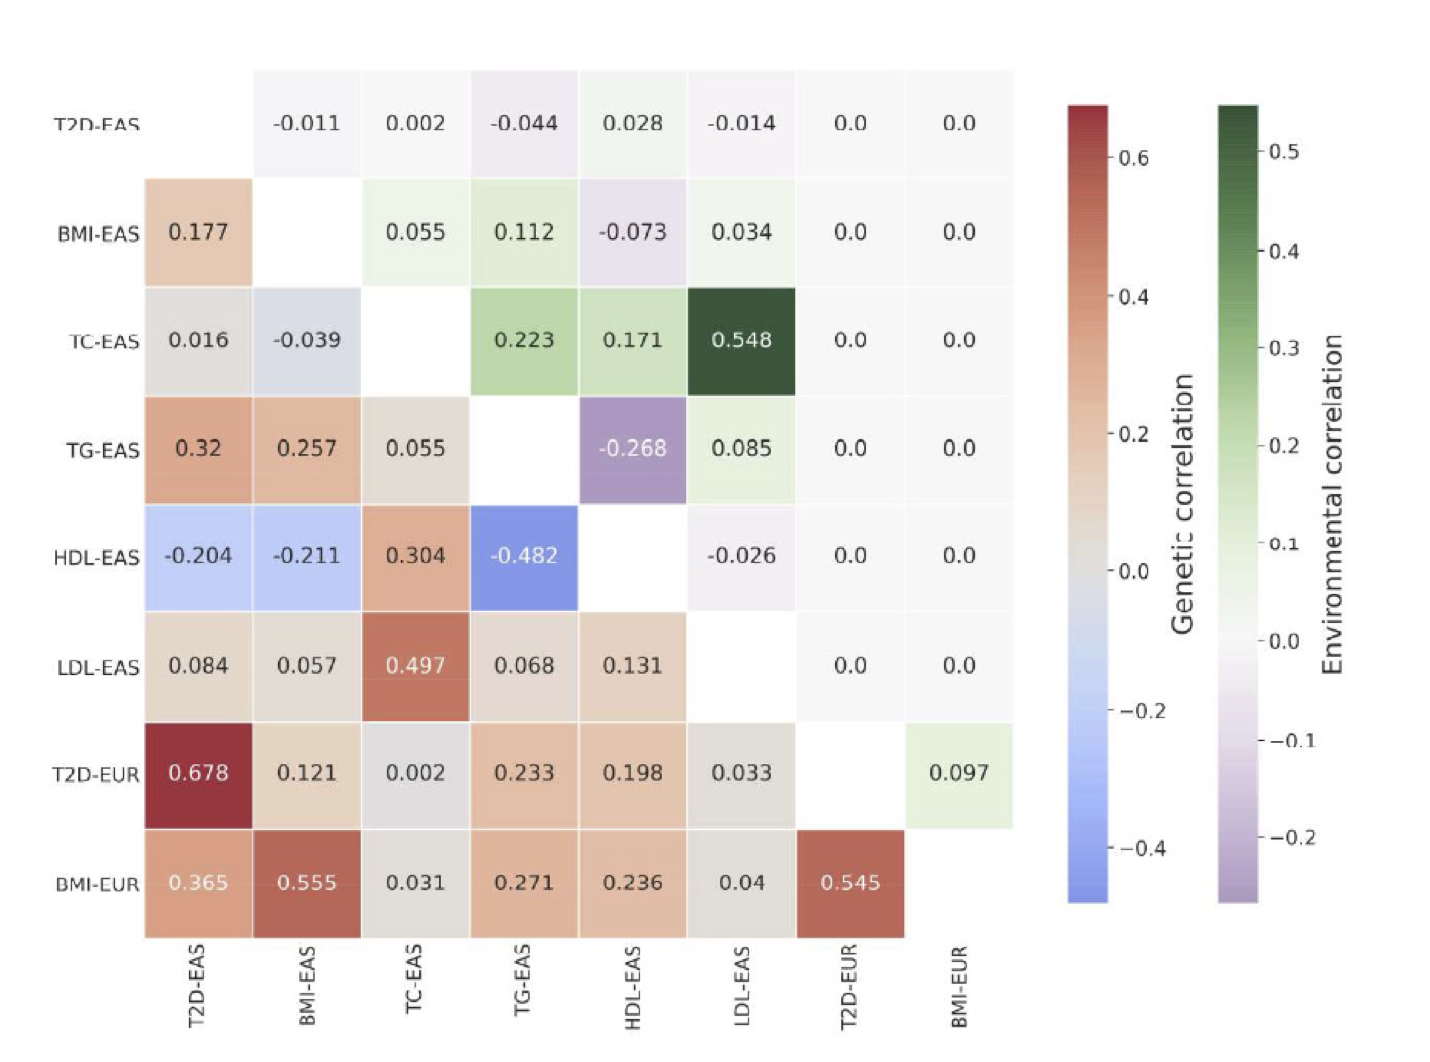 T2D-EAS -0.011 0.002 -0.044 0.028 -0.014 0.0 0.0
BMI-EAS 0.177 0.055 0.112 -0.073 0.034 0.0 0.0
TC-EAS 0.016 -0.039 0.223 0.171 0.548 0.0 0.0
TG-EAS 0.32 0.257 0.055 -0.268 0.085 0.0 0.0
HDL-EAS -0.204 -0.211 0.304 -0.482 -0.026 0.0 0.0
LDL-EAS 0.084 0.057 0.497 0.068 0.131 0.0 0.0
T2D-EUR 0.678 0.121 0.002 0.233 0.198 0.033 0.097
BMI-EUR 0.365 0.555 0.031 0.271 0.236 0.04 0.545
T2D-EAS BMI-EAS TC-EAS TG-EAS HDL-EAS LDL-EAS T2D-EUR BMI-EUR
0.6
0.4
0.2
0.0
−0.2
−0.4
Genetic correlation
0.5
0.4
0.3
0.2
0.1
0.0
−0.1
−0.2
Environmental correlation